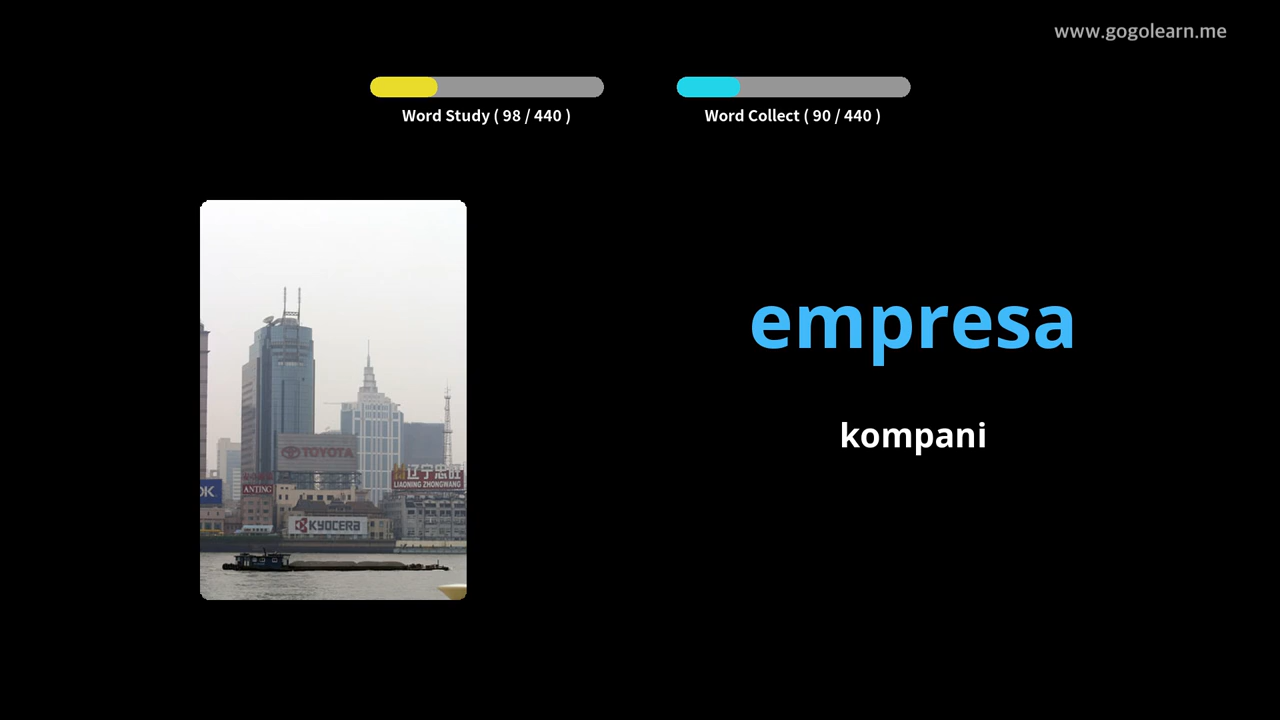 www.gogolearn.me
Word Study ( 98 / 440 )
Word Collect ( 90 / 440 )
empresa
kompani
TOYOTA
辽宁忠旺
LIAONING ZHONGWANG
ANTING
OK
KYOCERA